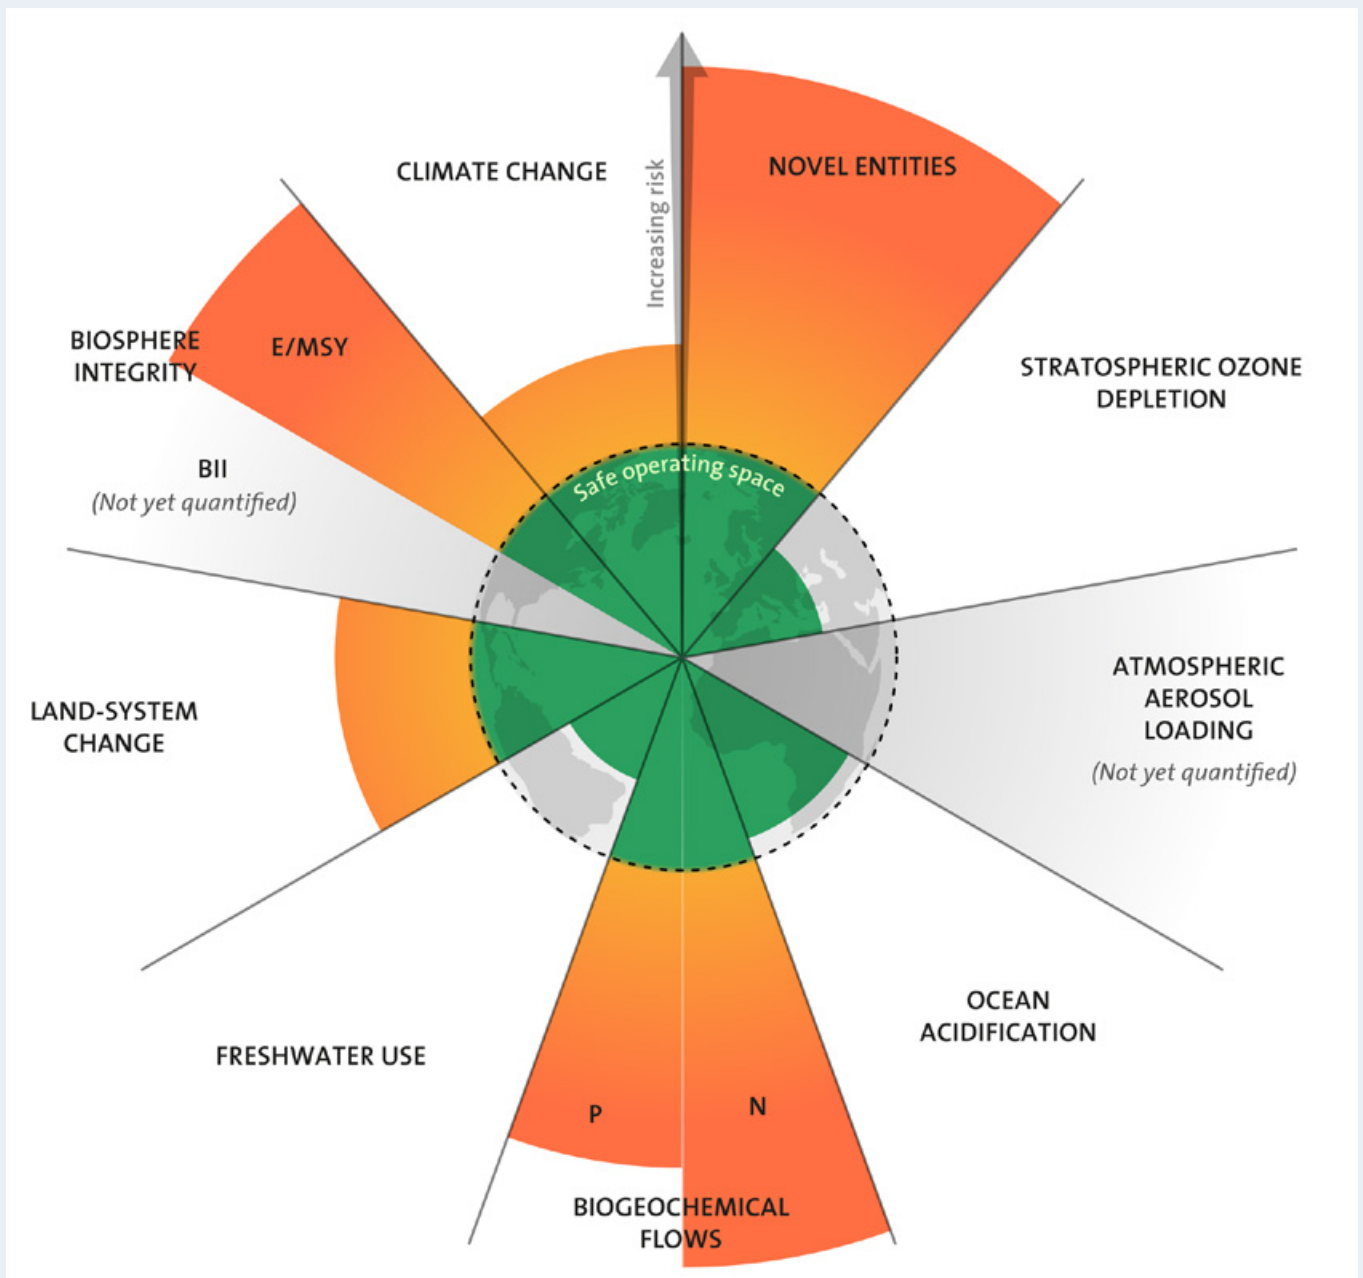 CLIMATE CHANGE
Increasing risk
NOVEL ENTITIES
BIOSPHERE
INTEGRITY
E/MSY
STRATOSPHERIC OZONE
DEPLETION
BII
(Not yet quantified)
Safe operating space
LAND-SYSTEM
CHANGE
ATMOSPHERIC
AEROSOL
LOADING
(Not yet quantified)
OCEAN
ACIDIFICATION
FRESHWATER USE
P
N
BIOGEOCHEMICAL
FLOWS